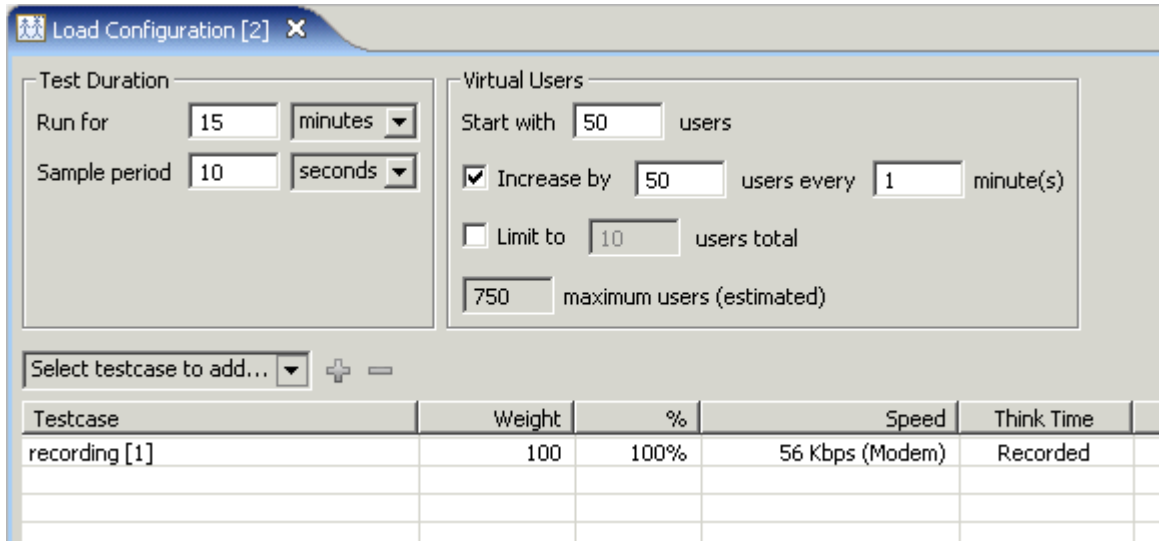 Load Configuration [2]
Test Duration
Run for 15 minutes
Sample period 10 seconds
Virtual Users
Start with 50 users
Increase by 50 users every 1 minute(s)
Limit to 10 users total
750 maximum users (estimated)
Select testcase to add...
Testcase Weight % Speed Think Time
recording [1] 100 100% 56 Kbps (Modem) Recorded